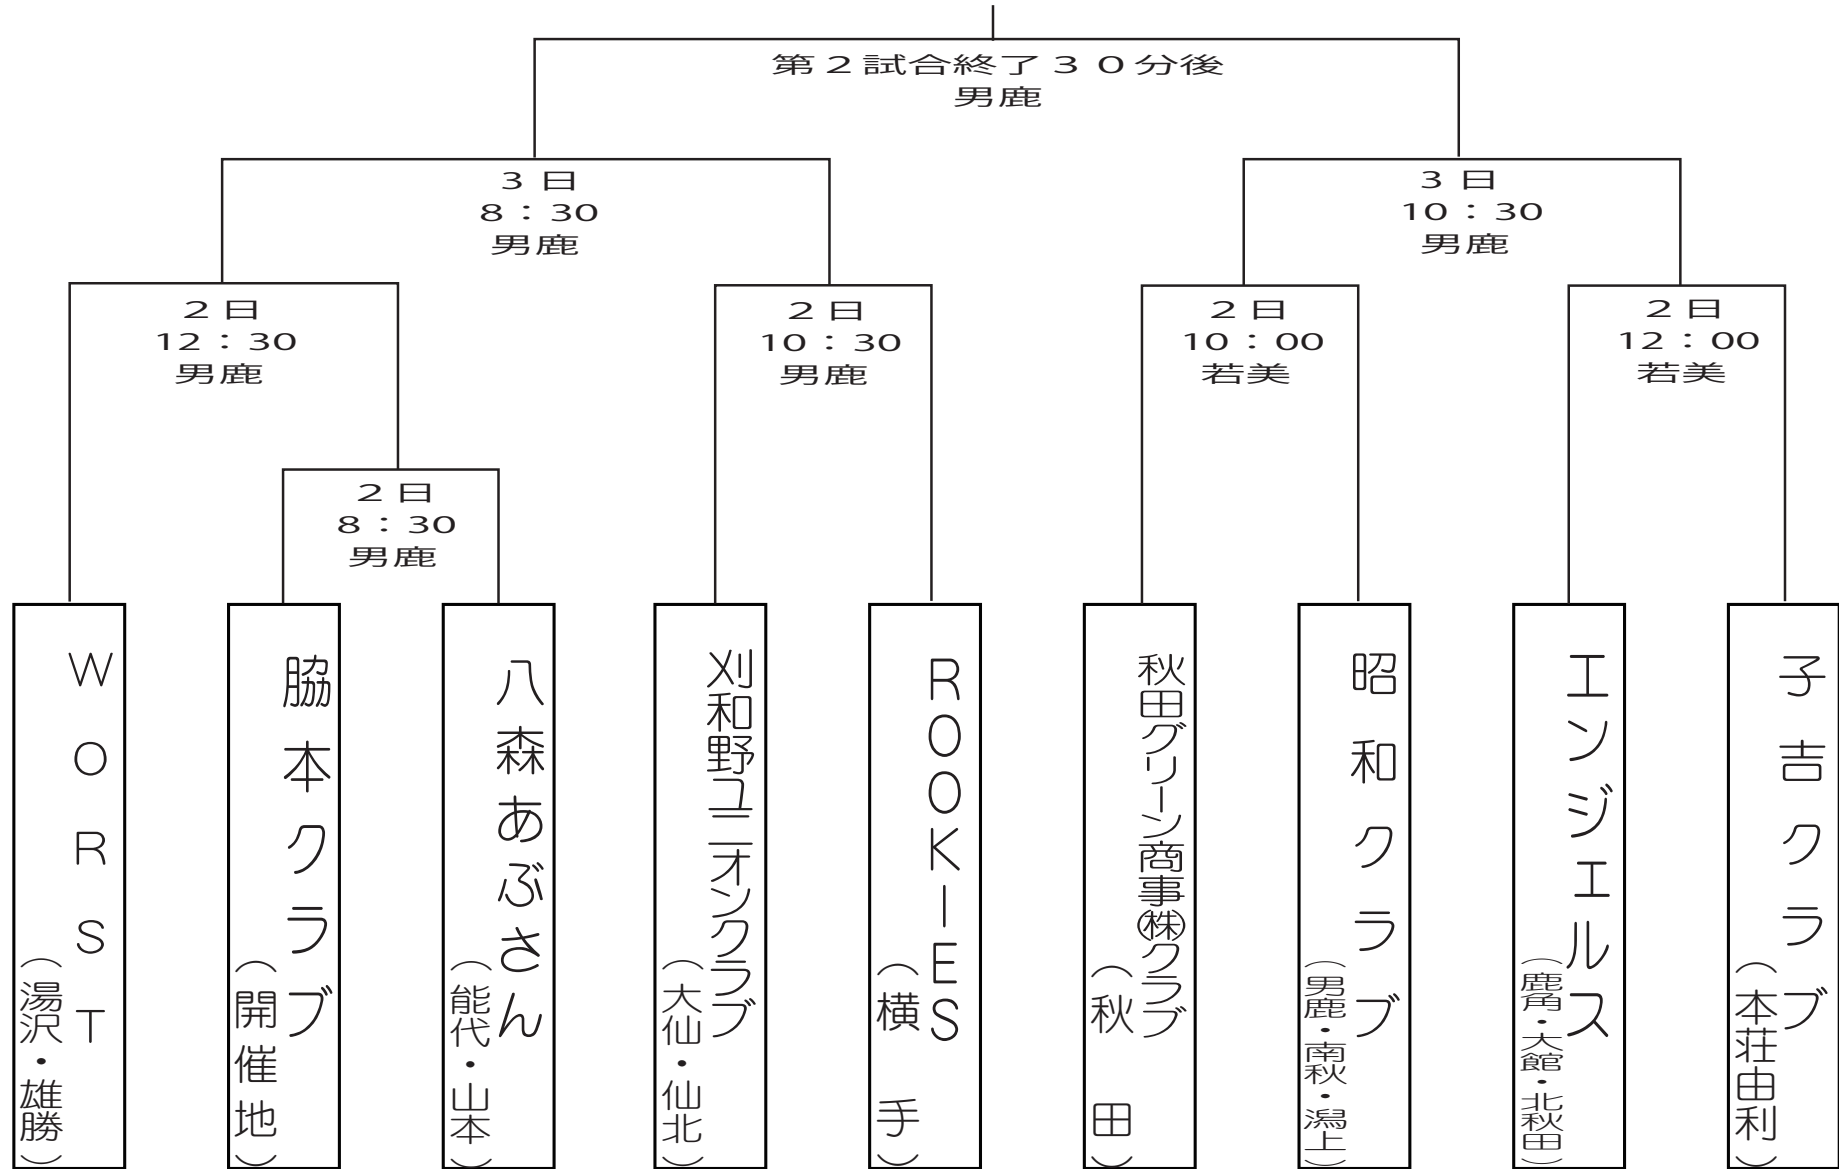 第２試合終了３０分後
男鹿
３日
８：３０
男鹿
３日
１０：３０
男鹿
２日
１２：３０
男鹿
２日
１０：３０
男鹿
２日
１０：００
若美
２日
１２：００
若美
２日
８：３０
男鹿
ＷＯＲＳＴ
（湯沢・雄勝）
脇本クラブ
（開催地）
八森あぶさん
（能代・山本）
刈和野ユニオンクラブ
（大仙・仙北）
ＲＯＯＫＩＥＳ
（横手）
秋田グリーン商事㈱クラブ
（秋田）
昭和クラブ
（男鹿・南秋・潟上）
エンジェルス
（鹿角・大館・北秋田）
子吉クラブ
（本荘由利）